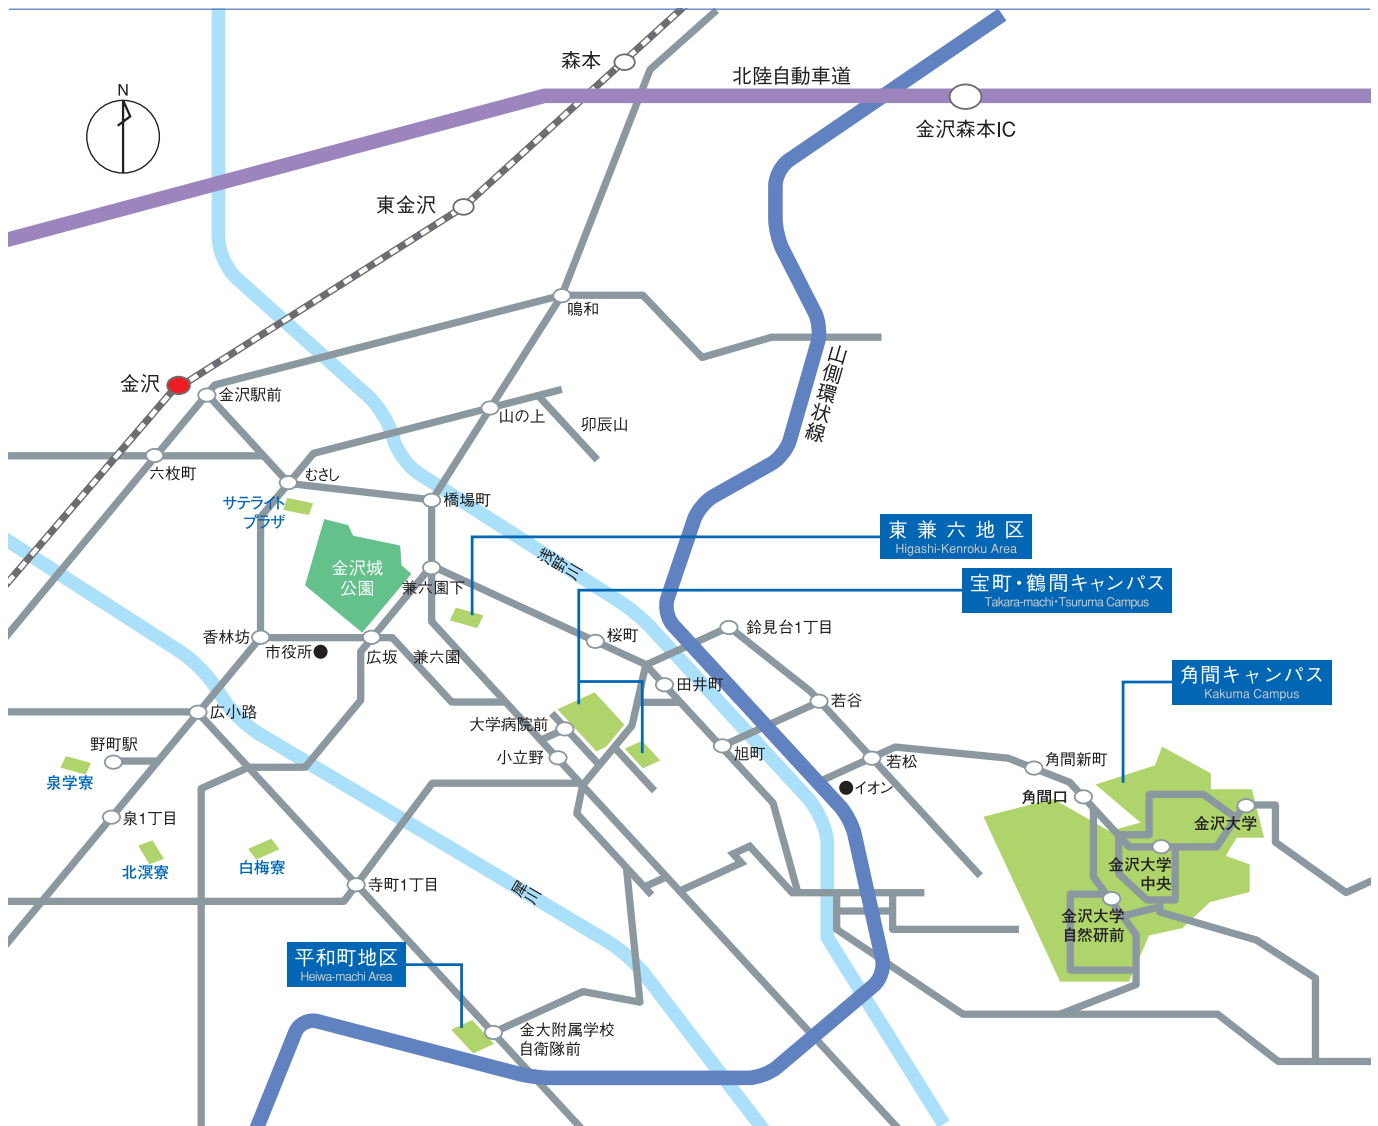 森本
北陸自動車道
N
金沢森本IC
東金沢
鳴和
山側環状線
金沢
金沢駅前
山の上
卯辰山
六枚町
むさし
サテライト
プラザ
橋場町
東兼六地区
Higashi-Kenroku Area
浅野川
金沢城
公園
兼六園下
宝町・鶴間キャンパス
Takara-machi・Tsuruma Campus
香林坊
市役所
広坂
兼六園
桜町
鈴見台1丁目
角間キャンパス
Kakuma Campus
田井町
若谷
広小路
大学病院前
野町駅
小立野
旭町
若松
角間新町
泉学寮
イオン
角間口
泉1丁目
金沢大学
北溟寮
白梅寮
金沢大学
中央
寺町1丁目
犀川
金沢大学
自然研前
平和町地区
Heiwa-machi Area
金大附属学校
自衛隊前